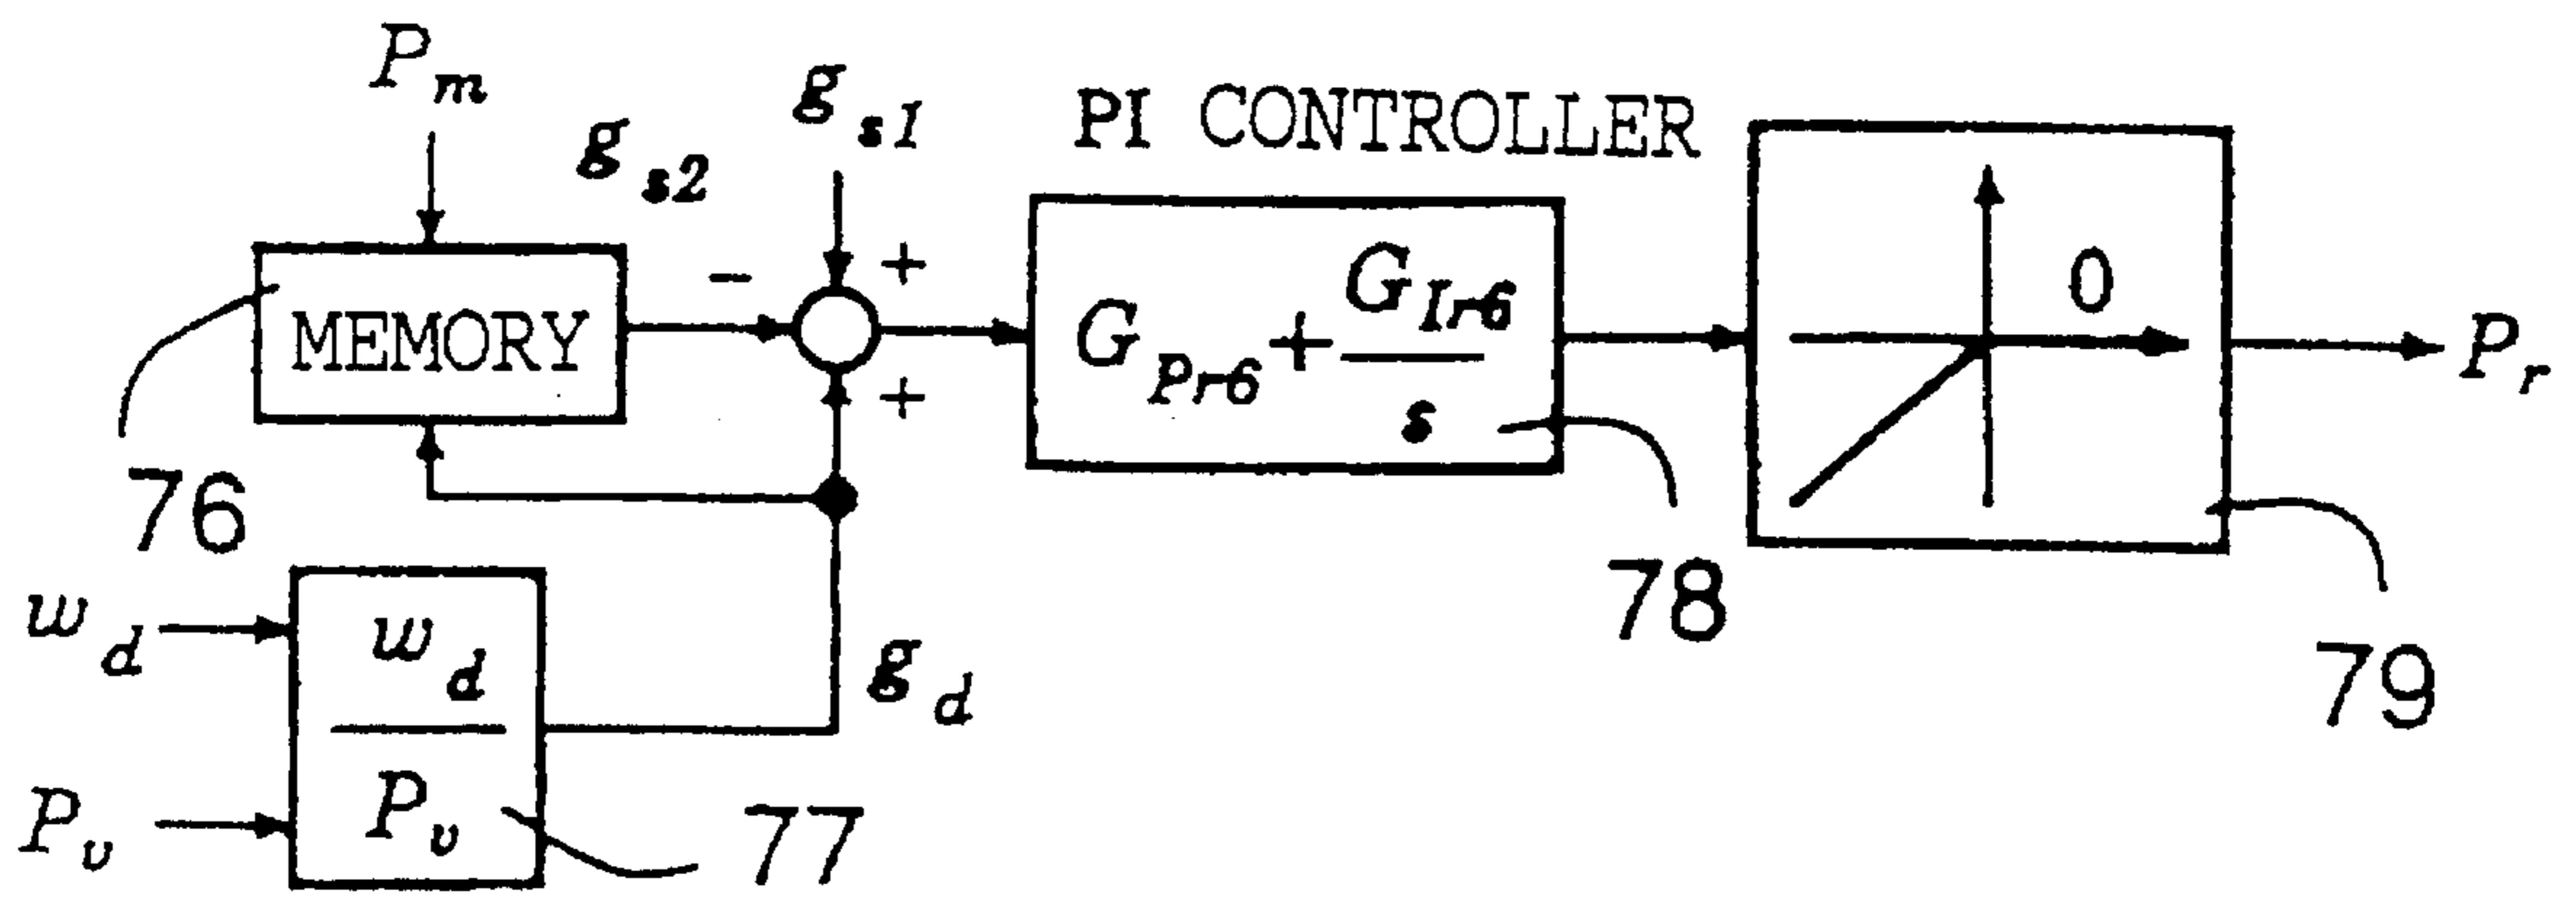 P_m
g_s2
g_s1
PI CONTROLLER
MEMORY
-
+
+
G_Pr6 + G_Ir6 / s
0
P_r
76
78
79
w_d
w_d / P_v
P_v
g_d
77